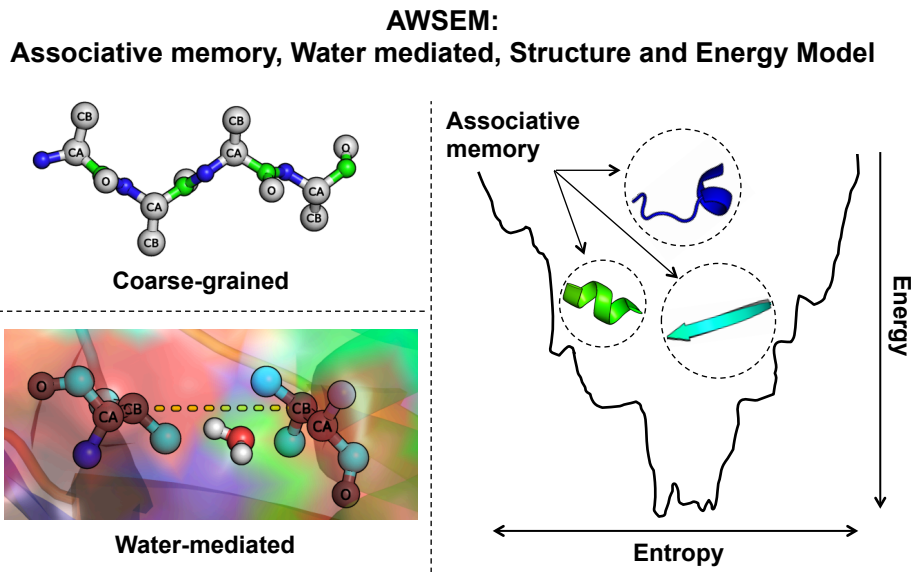 AWSEM:
Associative memory, Water mediated, Structure and Energy Model
CB
CA
O
CA
CB
CB
CA
O
O
CA
CB
Coarse-grained
O
CA
CB
CB
CA
O
Water-mediated
Associative
memory
Energy
Entropy